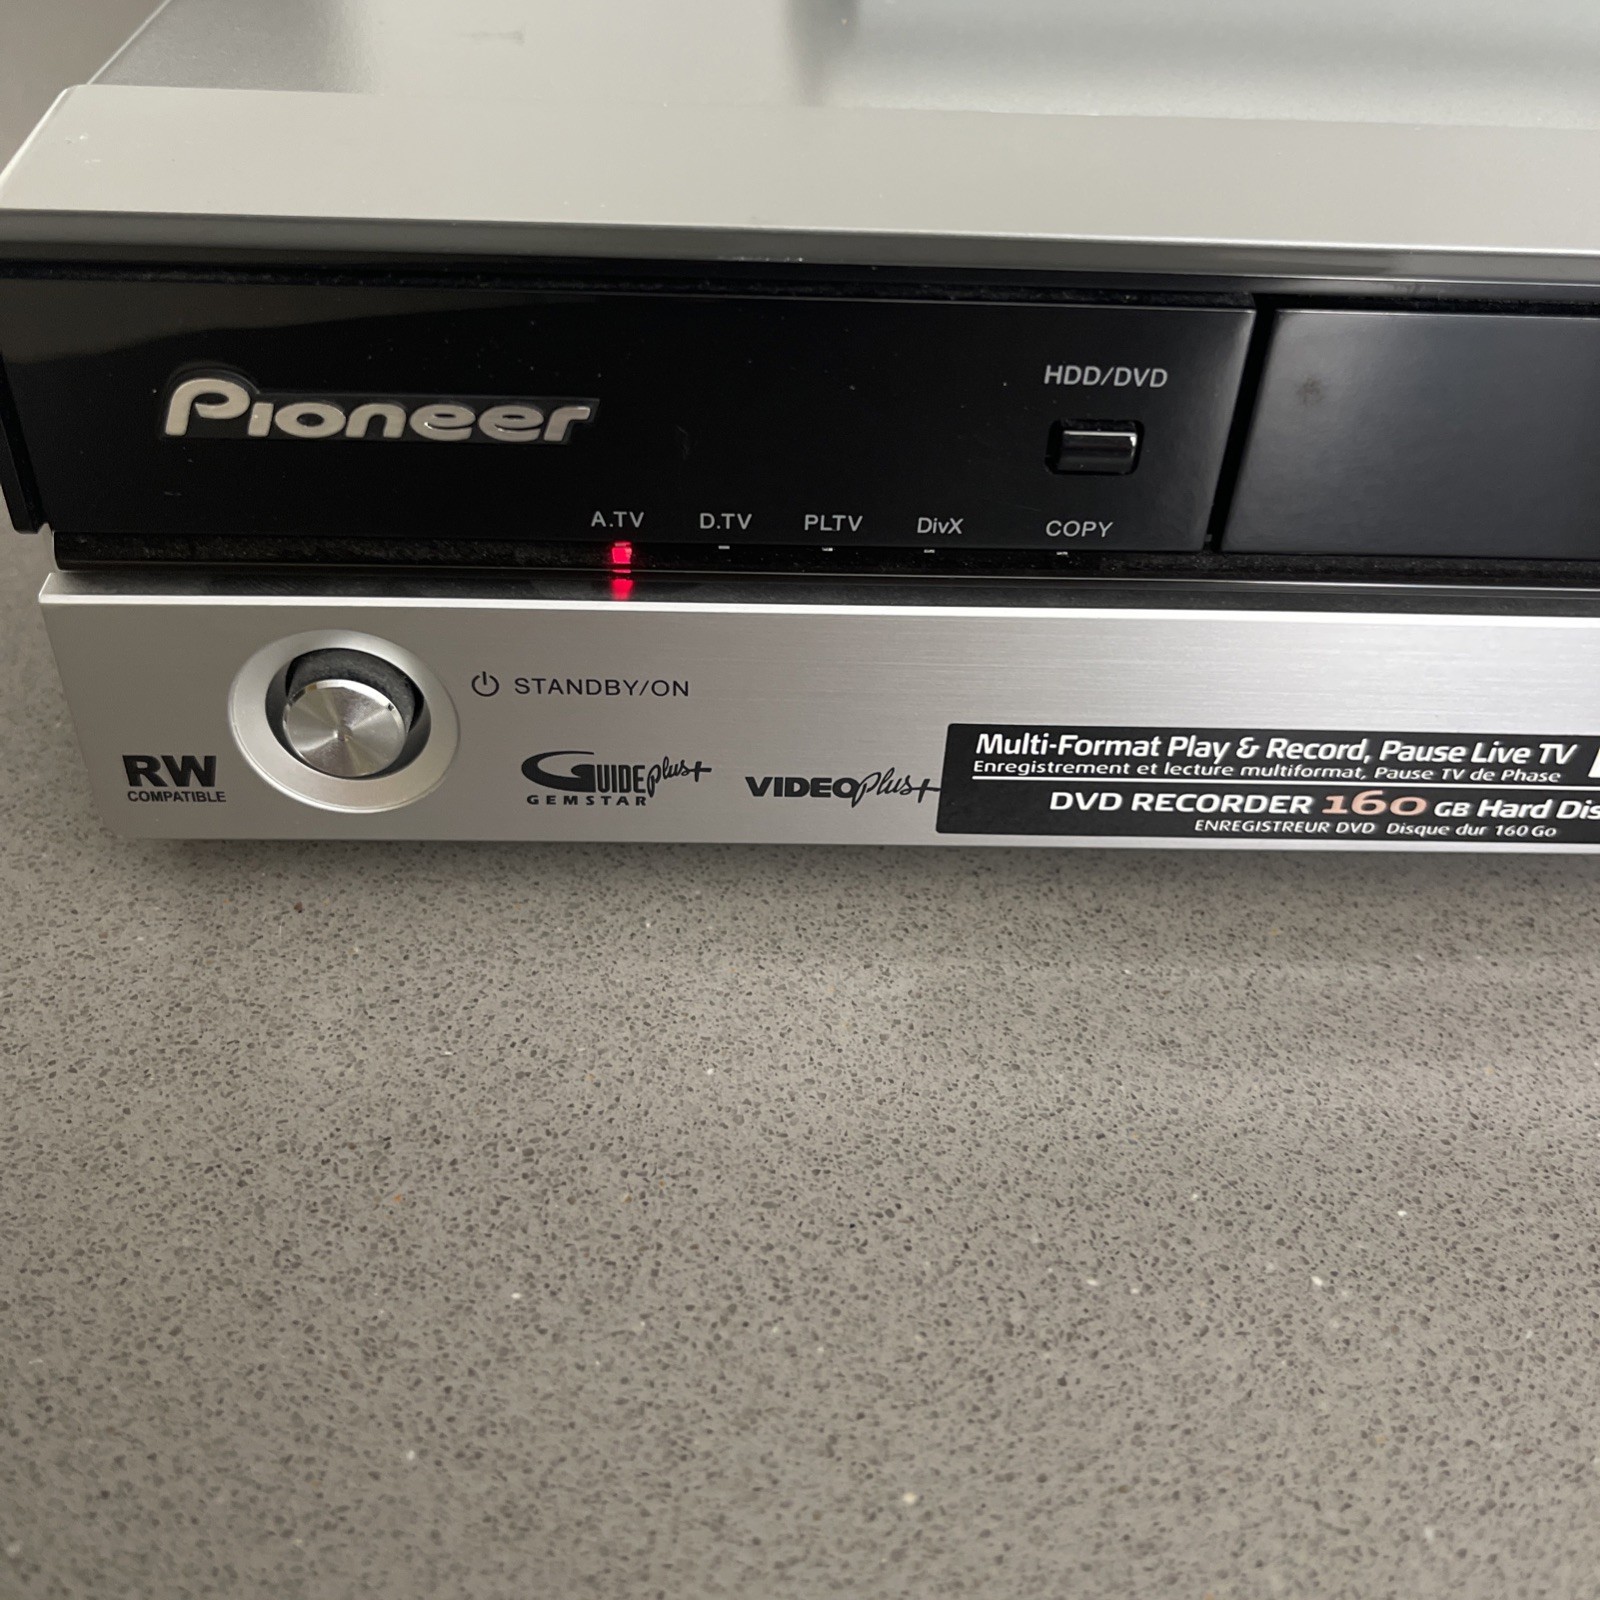 Pioneer
HDD/DVD
A.TV D.TV PLTV DivX COPY
STANDBY/ON
RW
COMPATIBLE
GUIDE Plus+
GEMSTAR
VIDEO Plus+
Multi-Format Play & Record, Pause Live TV
Enregistrement et lecture multiformat, Pause TV de Phase
DVD RECORDER 160 GB Hard Dis
ENREGISTREUR DVD Disque dur 160 Go